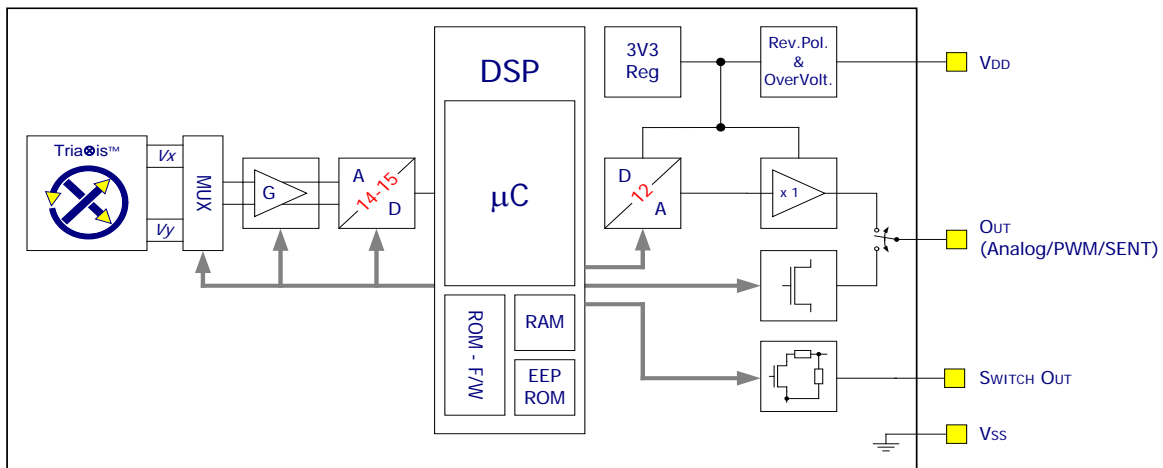 Tria⊗is™
Vx
Vy
MUX
G
A
14-15
D
DSP
µC
ROM - F/W
RAM
EEP
ROM
3V3
Reg
Rev.Pol.
&
OverVolt.
D
12
A
x 1
VDD
OUT
(Analog/PWM/SENT)
SWITCH OUT
VSS